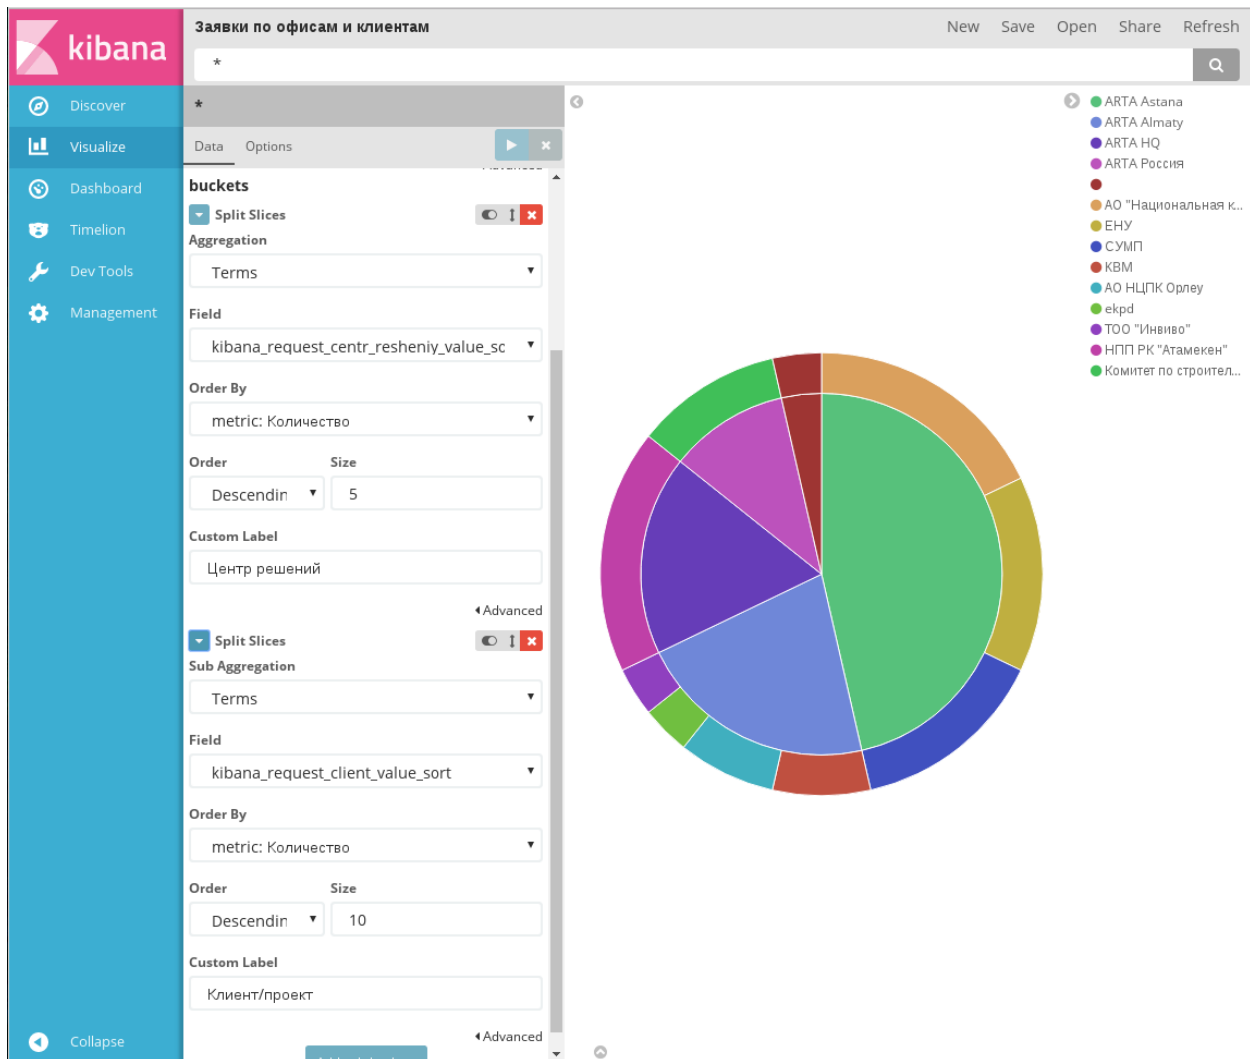 kibana
Заявки по офисам и клиентам
New Save Open Share Refresh
*
Discover
Visualize
Dashboard
Timelion
Dev Tools
Management
Collapse
*
Data Options
buckets
Split Slices
Aggregation
Terms
Field
kibana_request_centr_resheniy_value_sc
Order By
metric: Количество
Order Size
Descendin 5
Custom Label
Центр решений
Advanced
Split Slices
Sub Aggregation
Terms
Field
kibana_request_client_value_sort
Order By
metric: Количество
Order Size
Descendin 10
Custom Label
Клиент/проект
Advanced
ARTA Astana
ARTA Almaty
ARTA HQ
ARTA Россия
АО "Национальная к...
ЕНУ
СУМП
КВМ
АО НЦПК Орлеу
ekpd
ТОО "Инвиво"
НПП РК "Атамекен"
Комитет по строител...